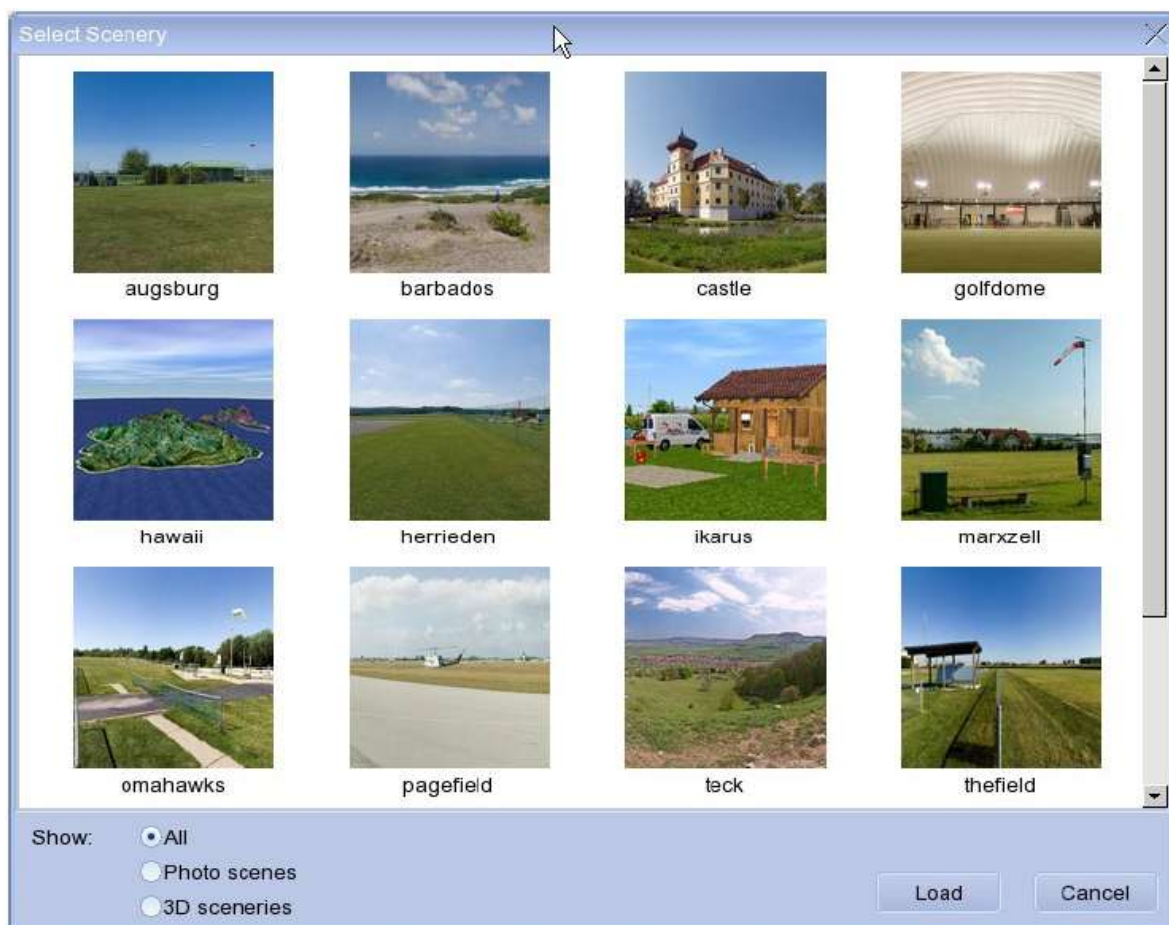 Select Scenery
augsburg barbados castle golfdome
hawaii herrieden ikarus marxzell
omahawks pagefield teck thefield
Show: All
Photo scenes
3D sceneries
Load Cancel